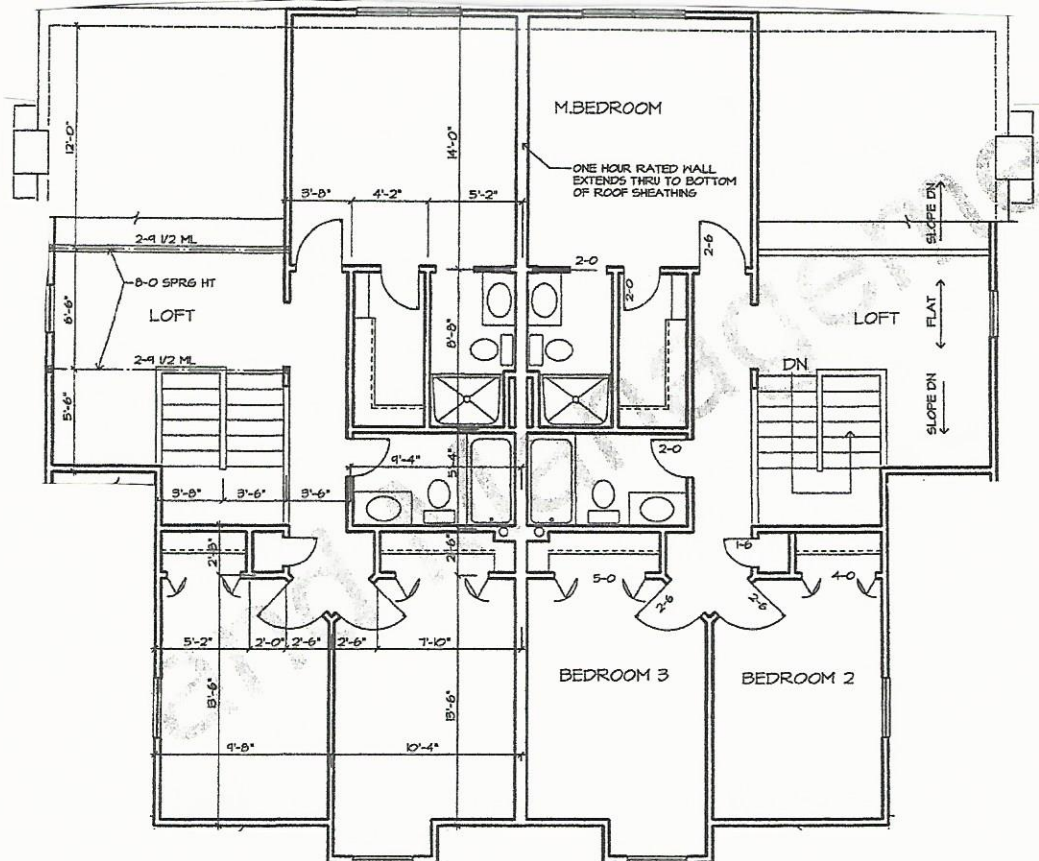 M.BEDROOM
12'-0"
14'-0"
ONE HOUR RATED WALL
EXTENDS THRU TO BOTTOM
OF ROOF SHEATHING
3'-8"
4'-2"
5'-2"
SLOPE DN
2-9 1/2 ML
2-6
2-0
8-0 SPRG HT
2-0
6'-6"
LOFT
8'-8"
LOFT
FLAT
2-9 1/2 ML
DN
5'-6"
SLOPE DN
9'-4"
5'-4"
2-0
3'-8"
3'-6"
3'-6"
2'-8"
2'-6"
1-6
5-0
4-0
2-6
2-6
5'-2"
2'-0"
2'-6"
2'-6"
7'-10"
BEDROOM 3
BEDROOM 2
13'-6"
13'-6"
9'-8"
10'-4"